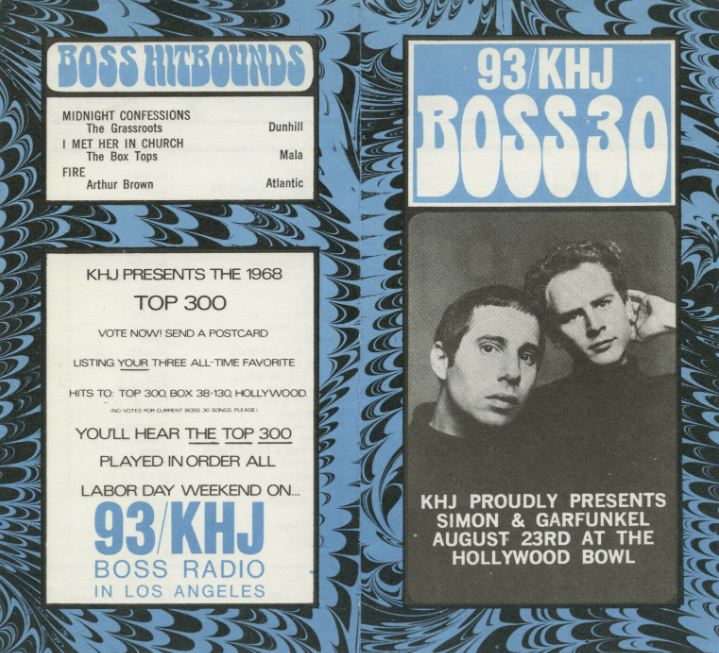 BOSS HITBOUNDS
MIDNIGHT CONFESSIONS
The Grassroots Dunhill
I MET HER IN CHURCH
The Box Tops Mala
FIRE
Arthur Brown Atlantic
KHJ PRESENTS THE 1968
TOP 300
VOTE NOW! SEND A POSTCARD
LISTING YOUR THREE ALL-TIME FAVORITE
HITS TO: TOP 300, BOX 38-130, HOLLYWOOD
(NO VOTES FOR CURRENT BOSS 30 SONGS PLEASE)
YOU'LL HEAR THE TOP 300
PLAYED IN ORDER ALL
LABOR DAY WEEKEND ON...
93/KHJ
BOSS RADIO
IN LOS ANGELES
93/KHJ
BOSS 30
KHJ PROUDLY PRESENTS
SIMON & GARFUNKEL
AUGUST 23RD AT THE
HOLLYWOOD BOWL